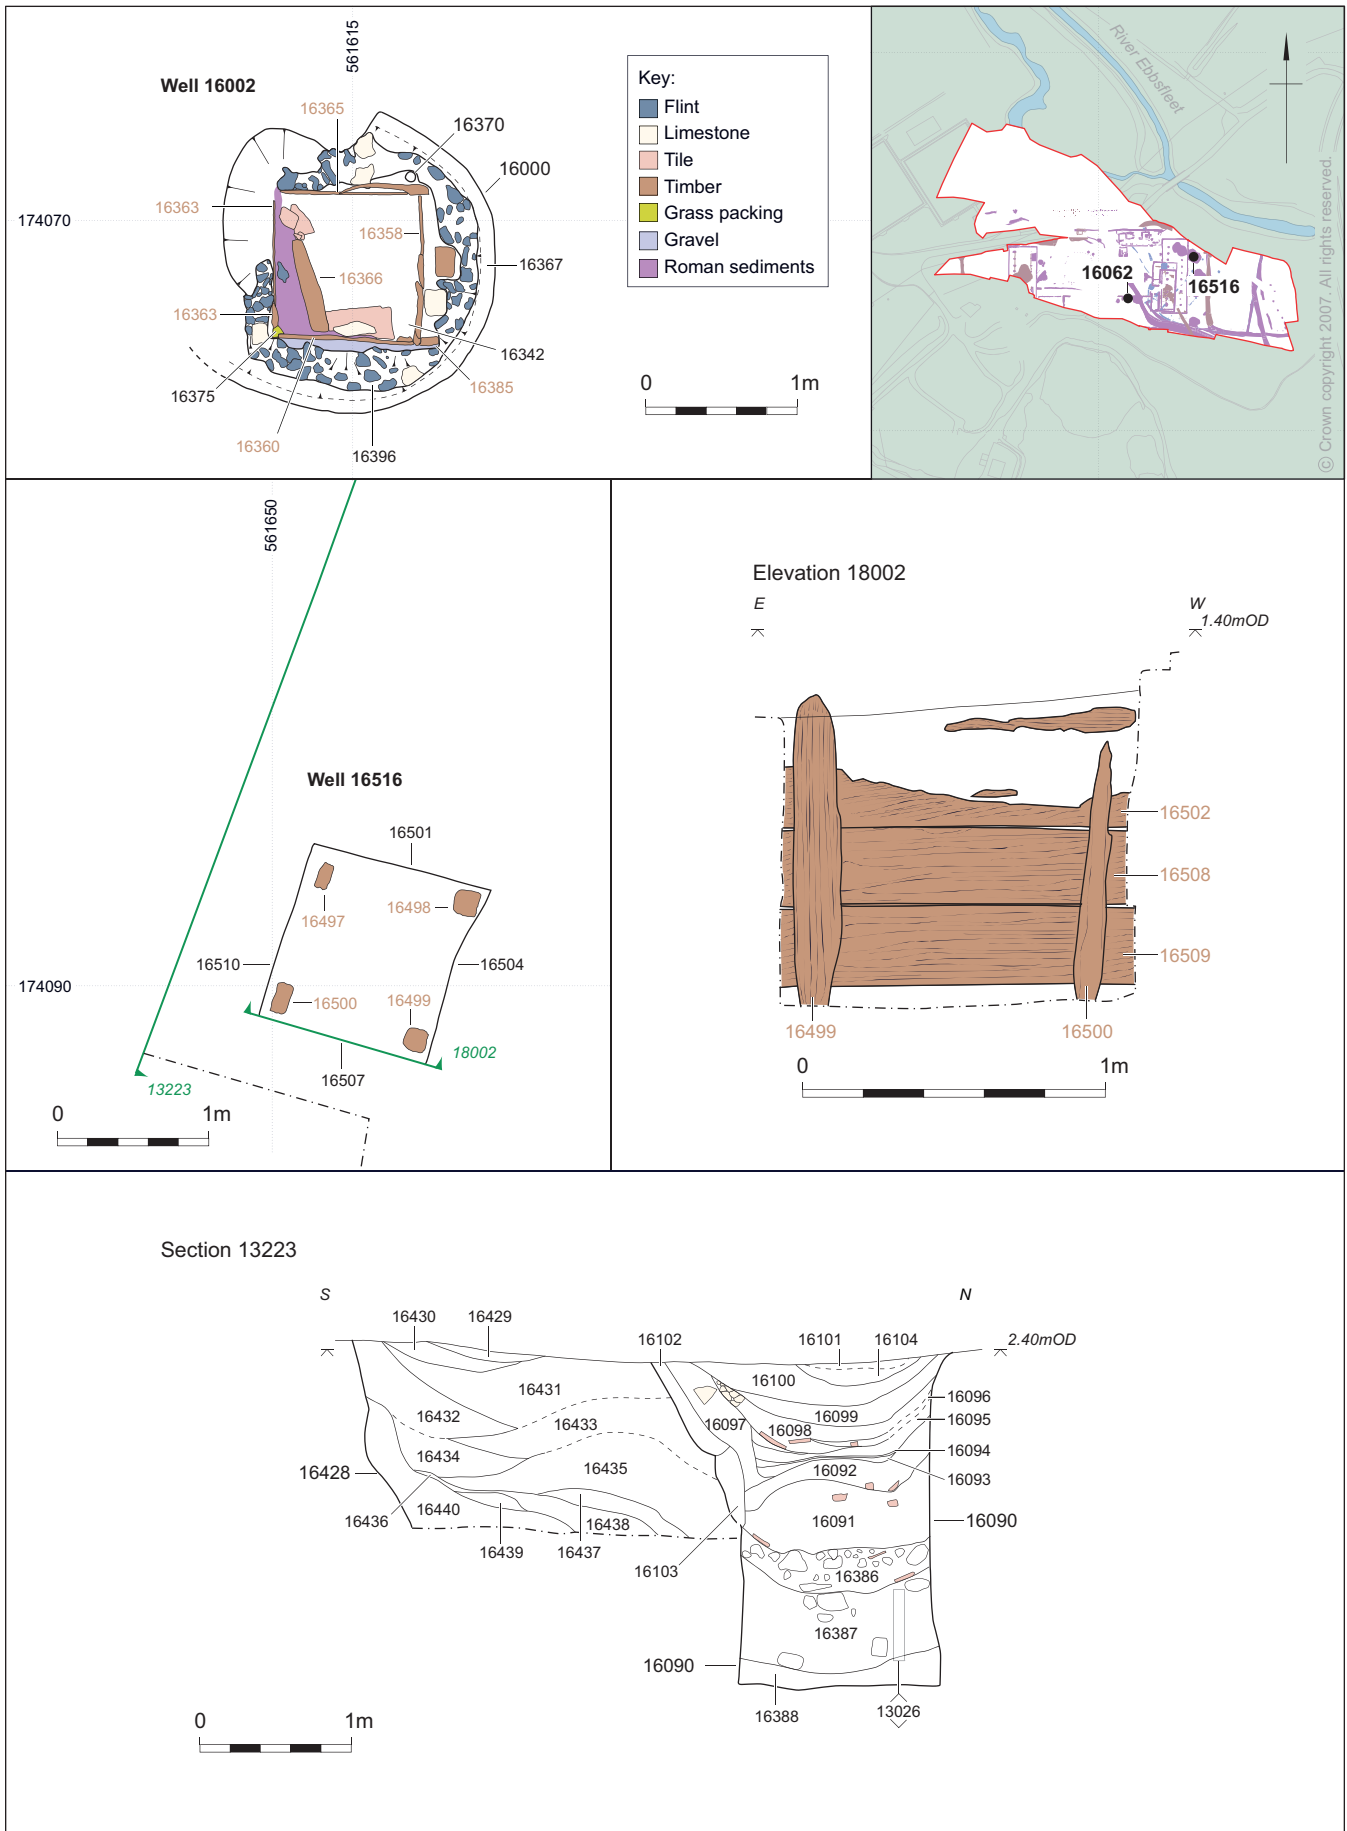 Well 16002
561615
16365
16370
16000
174070
16363
16358
16367
16366
16363
16342
16375
16385
16360
16396
Key:
Flint
Limestone
Tile
Timber
Grass packing
Gravel
Roman sediments
0 1m
River Ebbsfleet
16062
16516
© Crown copyright 2007. All rights reserved.
561650
Well 16516
16501
16497
16498
16510
16504
174090
16500
16499
18002
16507
13223
0 1m
Elevation 18002
E W
1.40mOD
16502
16508
16509
16499 16500
0 1m
Section 13223
S N
16430 16429
16102 16101 16104 2.40mOD
16100
16431
16096
16432
16433
16097
16099
16095
16098
16434
16094
16435
16092
16093
16428
16436
16440
16438
16091
16090
16439 16437
16103
16386
16387
16090
16388
13026
0 1m